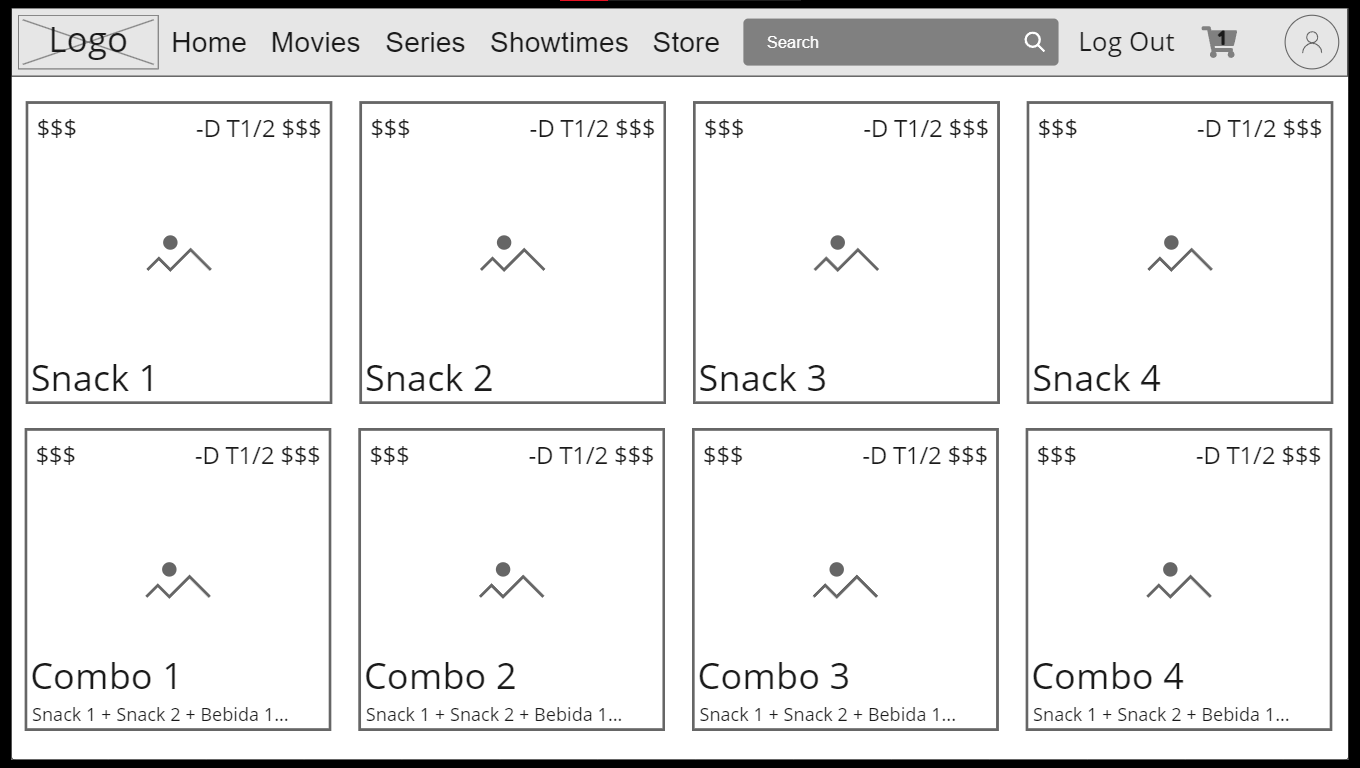 Logo Home Movies Series Showtimes Store Search Log Out 1
$$$ -D T1/2 $$$ $$$ -D T1/2 $$$ $$$ -D T1/2 $$$ $$$ -D T1/2 $$$
Snack 1 Snack 2 Snack 3 Snack 4
$$$ -D T1/2 $$$ $$$ -D T1/2 $$$ $$$ -D T1/2 $$$ $$$ -D T1/2 $$$
Combo 1 Combo 2 Combo 3 Combo 4
Snack 1 + Snack 2 + Bebida 1... Snack 1 + Snack 2 + Bebida 1... Snack 1 + Snack 2 + Bebida 1... Snack 1 + Snack 2 + Bebida 1...